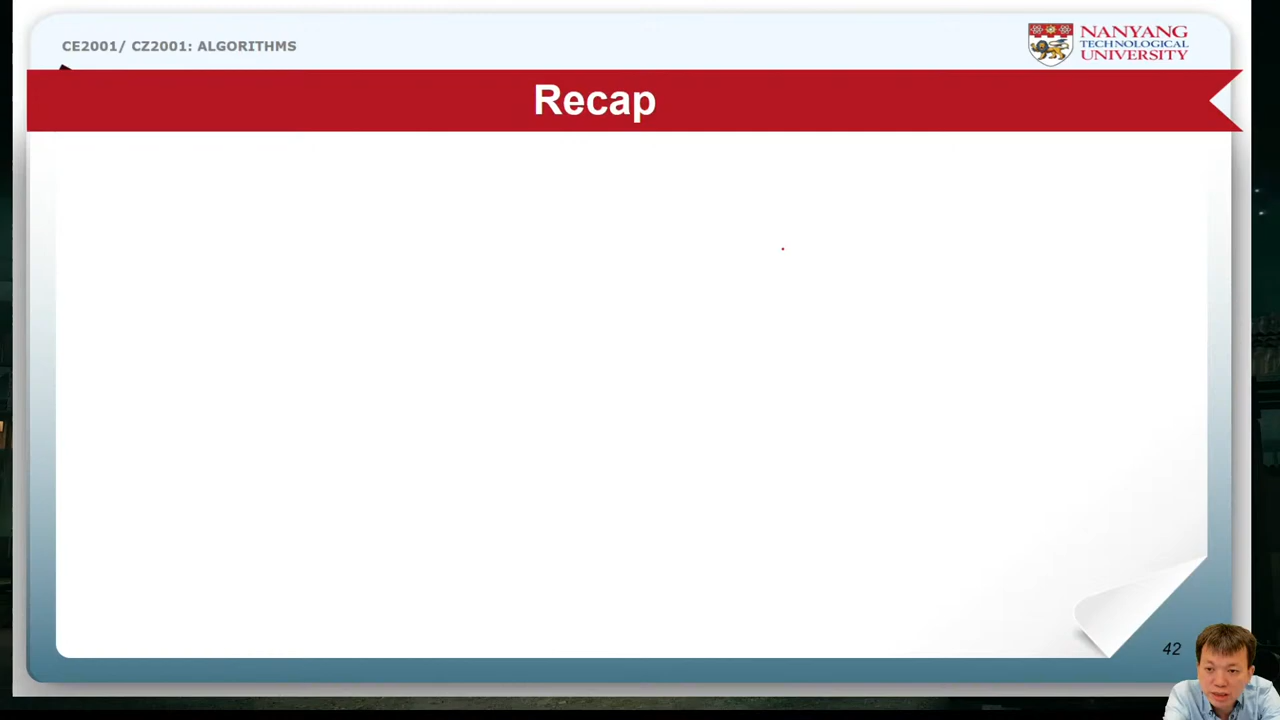 CE2001/ CZ2001: ALGORITHMS
NANYANG
TECHNOLOGICAL
UNIVERSITY
Recap
42